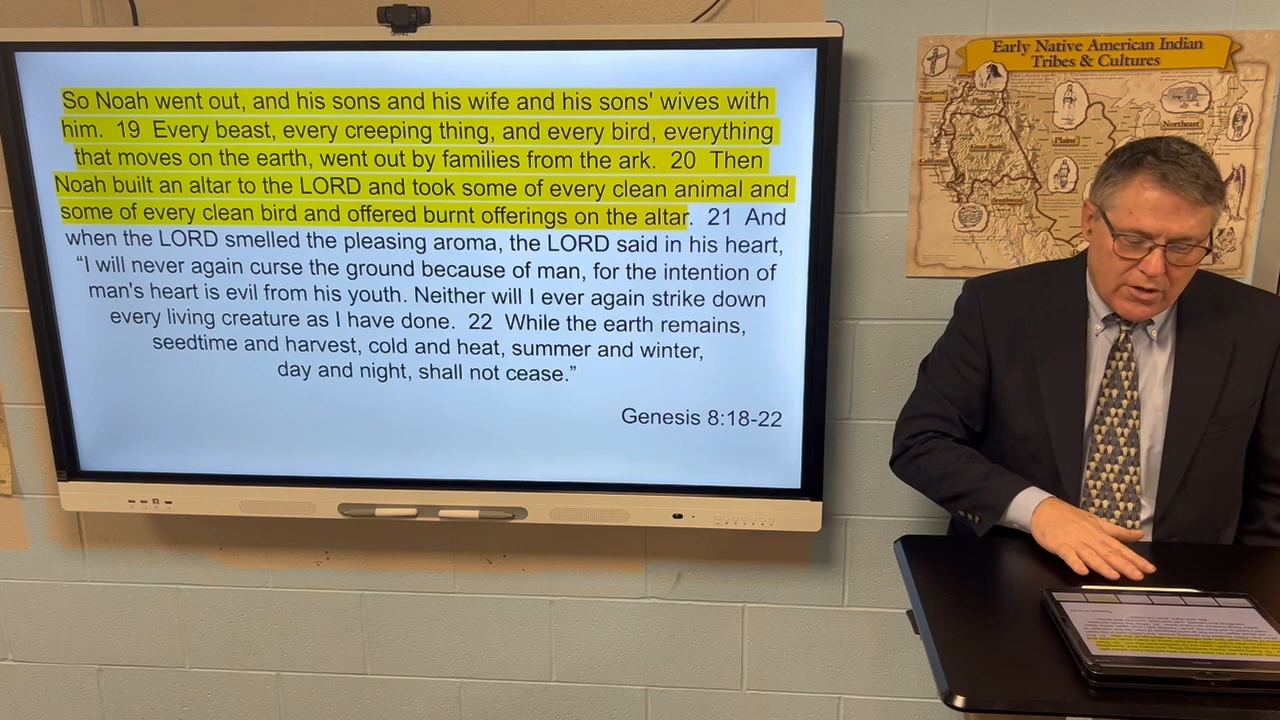 So Noah went out, and his sons and his wife and his sons' wives with
him. 19 Every beast, every creeping thing, and every bird, everything
that moves on the earth, went out by families from the ark. 20 Then
Noah built an altar to the LORD and took some of every clean animal and
some of every clean bird and offered burnt offerings on the altar. 21 And
when the LORD smelled the pleasing aroma, the LORD said in his heart,
“I will never again curse the ground because of man, for the intention of
man's heart is evil from his youth. Neither will I ever again strike down
every living creature as I have done. 22 While the earth remains,
seedtime and harvest, cold and heat, summer and winter,
day and night, shall not cease.”
Genesis 8:18-22
Early Native American Indian
Tribes & Cultures
Plateau
Great Basin
Plains
Northeast
Southwest
California